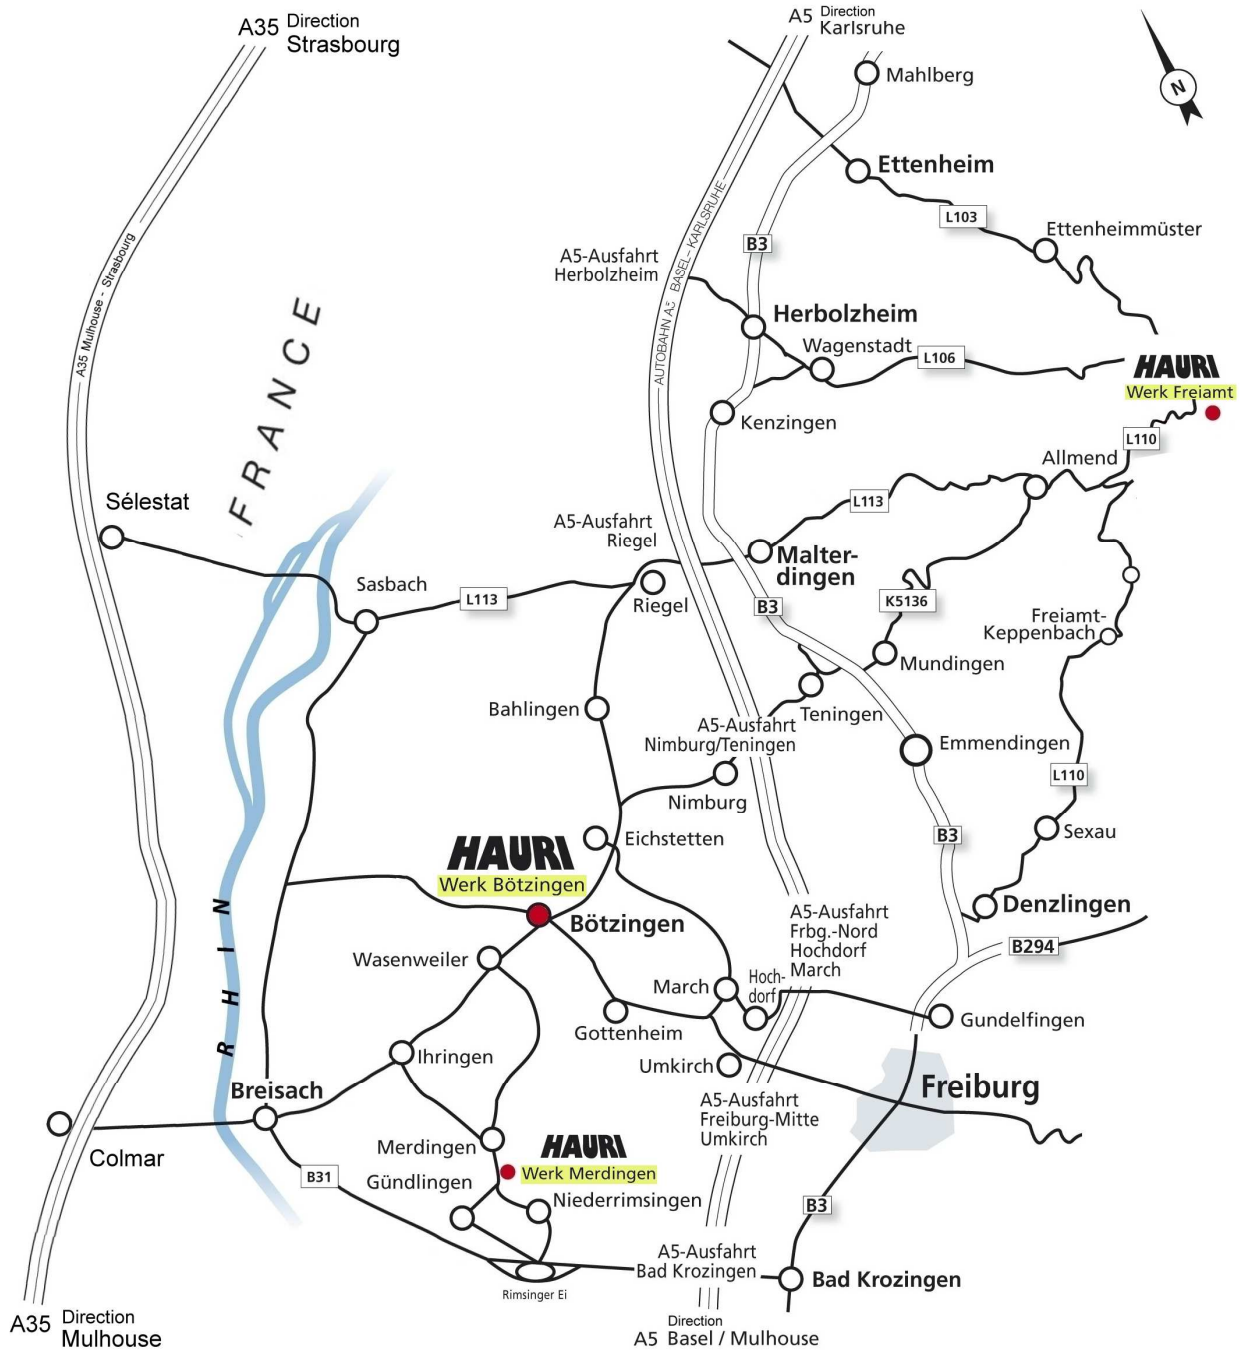 A35 Direction
Strasbourg
A5 Direction
Karlsruhe
N
Mahlberg
Ettenheim
L103
Ettenheimmüster
A35 Mulhouse - Strasbourg
AUTOBAHN A5 BASEL - KARLSRUHE
B3
A5-Ausfahrt
Herbolzheim
FRANCE
Herbolzheim
Wagenstadt
L106
HAURI
Werk Freiamt
Kenzingen
L110
Allmend
Sélestat
L113
A5-Ausfahrt
Riegel
Malter-
dingen
Sasbach
L113
Riegel
B3
K5136
Freiamt-
Keppenbach
Mundingen
Bahlingen
Teningen
A5-Ausfahrt
Nimburg/Teningen
Emmendingen
Nimburg
L110
Eichstetten
B3
Sexau
HAURI
Werk Bötzingen
Bötzingen
Denzlingen
A5-Ausfahrt
Frbg.-Nord
Hochdorf
March
B294
RHIN
Wasenweiler
March
Hoch-
dorf
Gottenheim
Gundelfingen
Ihringen
Umkirch
Breisach
Freiburg
A5-Ausfahrt
Freiburg-Mitte
Umkirch
Colmar
Merdingen
HAURI
Werk Merdingen
B31
Gündlingen
Niederrimsingen
B3
A5-Ausfahrt
Bad Krozingen
Bad Krozingen
Rimsinger Ei
A35 Direction
Mulhouse
Direction
A5 Basel / Mulhouse